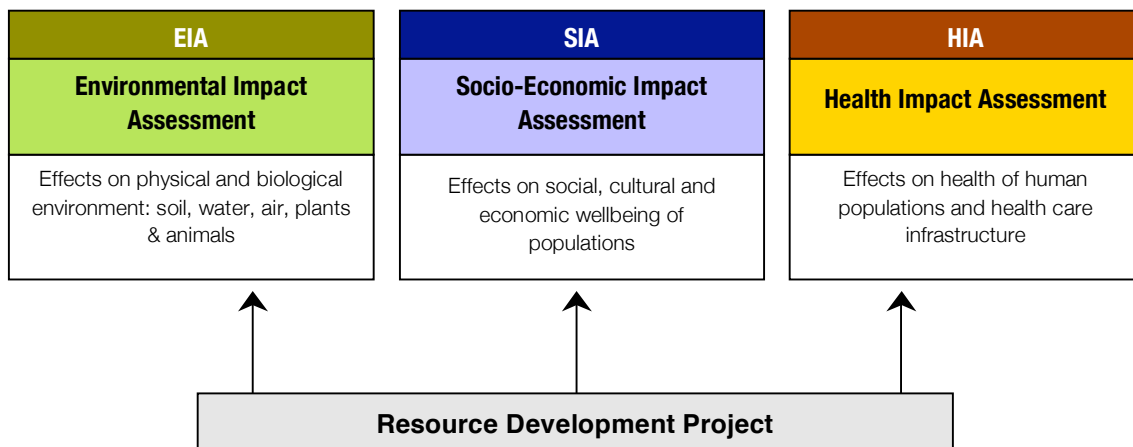 EIA
Environmental Impact
Assessment
Effects on physical and biological
environment: soil, water, air, plants
& animals
SIA
Socio-Economic Impact
Assessment
Effects on social, cultural and
economic wellbeing of
populations
HIA
Health Impact Assessment
Effects on health of human
populations and health care
infrastructure
Resource Development Project